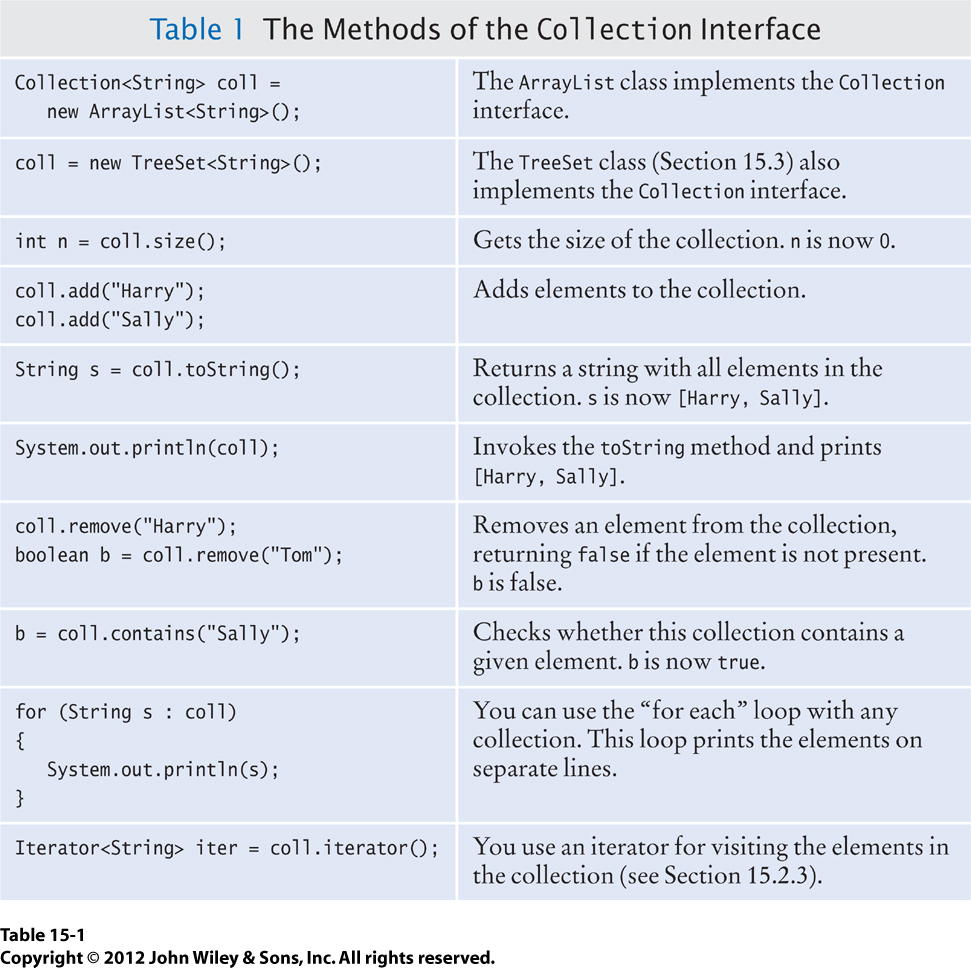 Table 1 The Methods of the Collection Interface
Collection<String> coll =
new ArrayList<String>();
The ArrayList class implements the Collection
interface.
coll = new TreeSet<String>();
The TreeSet class (Section 15.3) also
implements the Collection interface.
int n = coll.size();
Gets the size of the collection. n is now 0.
coll.add("Harry");
coll.add("Sally");
Adds elements to the collection.
String s = coll.toString();
Returns a string with all elements in the
collection. s is now [Harry, Sally].
System.out.println(coll);
Invokes the toString method and prints
[Harry, Sally].
coll.remove("Harry");
boolean b = coll.remove("Tom");
Removes an element from the collection,
returning false if the element is not present.
b is false.
b = coll.contains("Sally");
Checks whether this collection contains a
given element. b is now true.
for (String s : coll)
{
System.out.println(s);
}
You can use the “for each” loop with any
collection. This loop prints the elements on
separate lines.
Iterator<String> iter = coll.iterator();
You use an iterator for visiting the elements in
the collection (see Section 15.2.3).
Table 15-1
Copyright © 2012 John Wiley & Sons, Inc. All rights reserved.